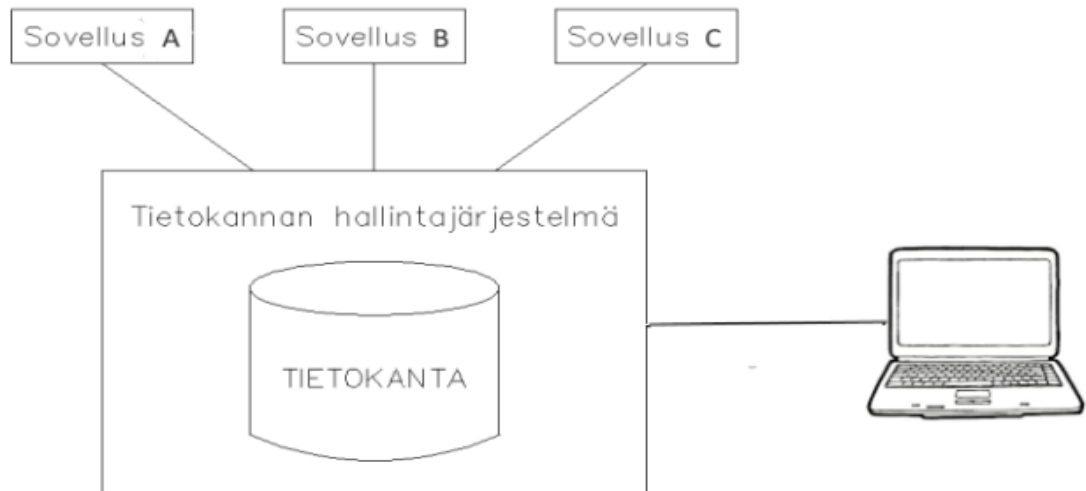 Sovellus A
Sovellus B
Sovellus C
Tietokannan hallintajärjestelmä
TIETOKANTA